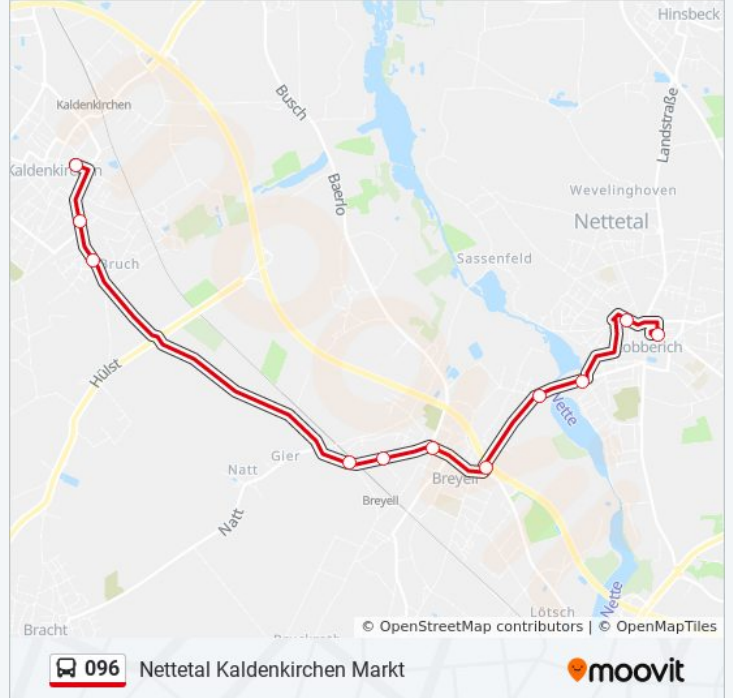 Hinsbeck
Kaldenkirchen
Busch
Landstraße
Kaldenkirchen
Baerlo
Wevelinghoven
Nettetal
Sassenfeld
Bruch
Lobberich
Hülst
Nette
Gier
Natt
Breyell
Breyell
Natt
Nette
Lötsch
Bracht
© OpenStreetMap contributors | © OpenMapTiles
096 Nettetal Kaldenkirchen Markt
moovit